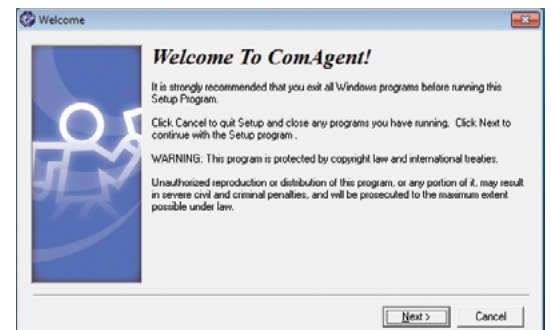 Welcome
Welcome To ComAgent!
It is strongly recommended that you exit all Windows programs before running this
Setup Program.
Click Cancel to quit Setup and close any programs you have running. Click Next to
continue with the Setup program .
WARNING: This program is protected by copyright law and international treaties.
Unauthorized reproduction or distribution of this program, or any portion of it, may result
in severe civil and criminal penalties, and will be prosecuted to the maximum extent
possible under law.
Next > Cancel